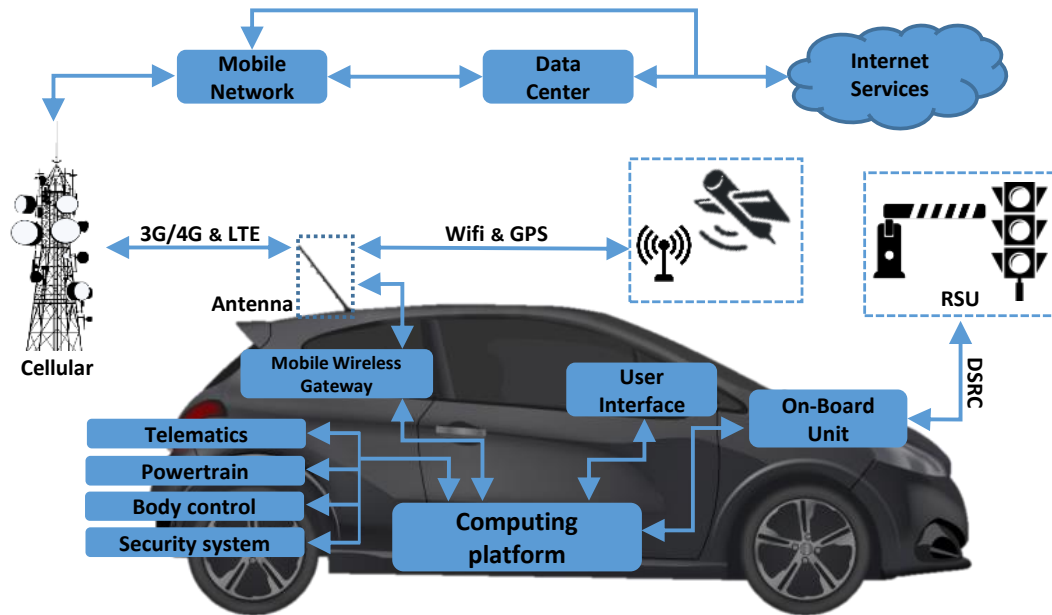 Mobile
Network
Data
Center
Internet
Services
3G/4G & LTE
Wifi & GPS
RSU
Antenna
Cellular
DSRC
Mobile Wireless
Gateway
User
Interface
On-Board
Unit
Telematics
Powertrain
Body control
Security system
Computing
platform